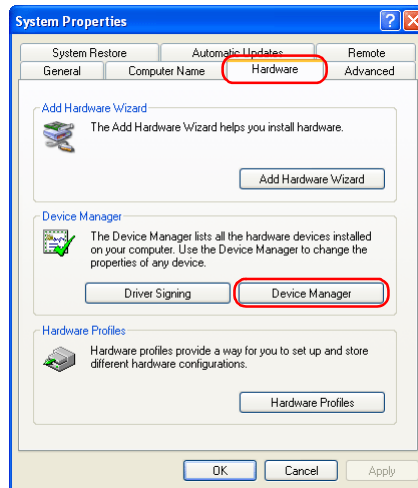 System Properties
System Restore Automatic Updates Remote
General Computer Name Hardware Advanced
Add Hardware Wizard
The Add Hardware Wizard helps you install hardware.
Add Hardware Wizard
Device Manager
The Device Manager lists all the hardware devices installed
on your computer. Use the Device Manager to change the
properties of any device.
Driver Signing Device Manager
Hardware Profiles
Hardware profiles provide a way for you to set up and store
different hardware configurations.
Hardware Profiles
OK Cancel Apply